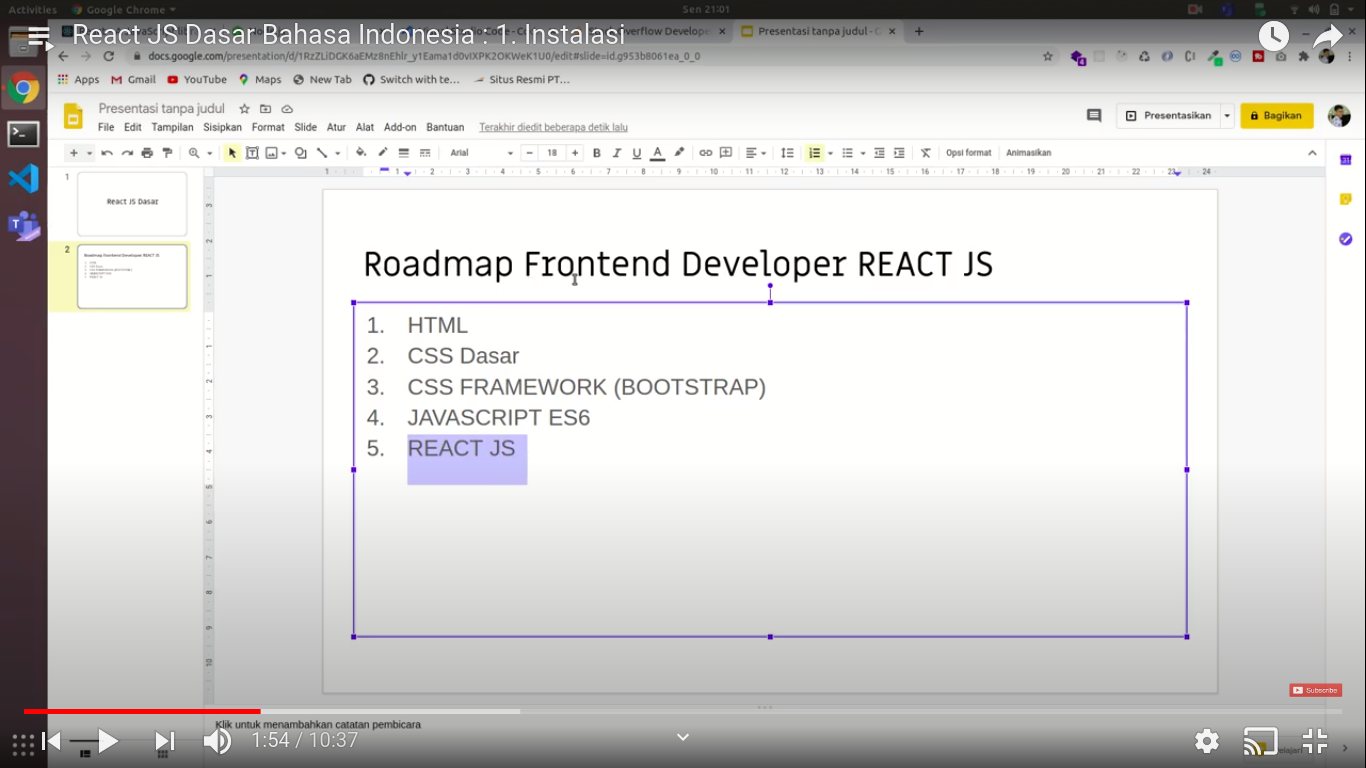 Activities
Google Chrome
Sen 21:01
React JS Dasar Bahasa Indonesia : 1. Instalasi
Presentasi tanpa judul - G
docs.google.com/presentation/d/1RzZLiDGK6aEMz8nEhlr_y1Eama1d0vIXPK2OKWeK1U0/edit#slide=id.g953b8061ea_0_0
Apps
Gmail
YouTube
Maps
New Tab
Switch with te…
Situs Resmi PT…
Presentasi tanpa judul
File Edit Tampilan Sisipkan Format Slide Atur Alat Add-on Bantuan
Terakhir diedit beberapa detik lalu
Presentasikan
Bagikan
Arial
18
Opsi format
Animasikan
1
React JS Dasar
2
Roadmap Frontend Developer REACT JS
Roadmap Frontend Developer REACT JS
1. HTML
2. CSS Dasar
3. CSS FRAMEWORK (BOOTSTRAP)
4. JAVASCRIPT ES6
5. REACT JS
Subscribe
Klik untuk menambahkan catatan pembicara
1:54 / 10:37